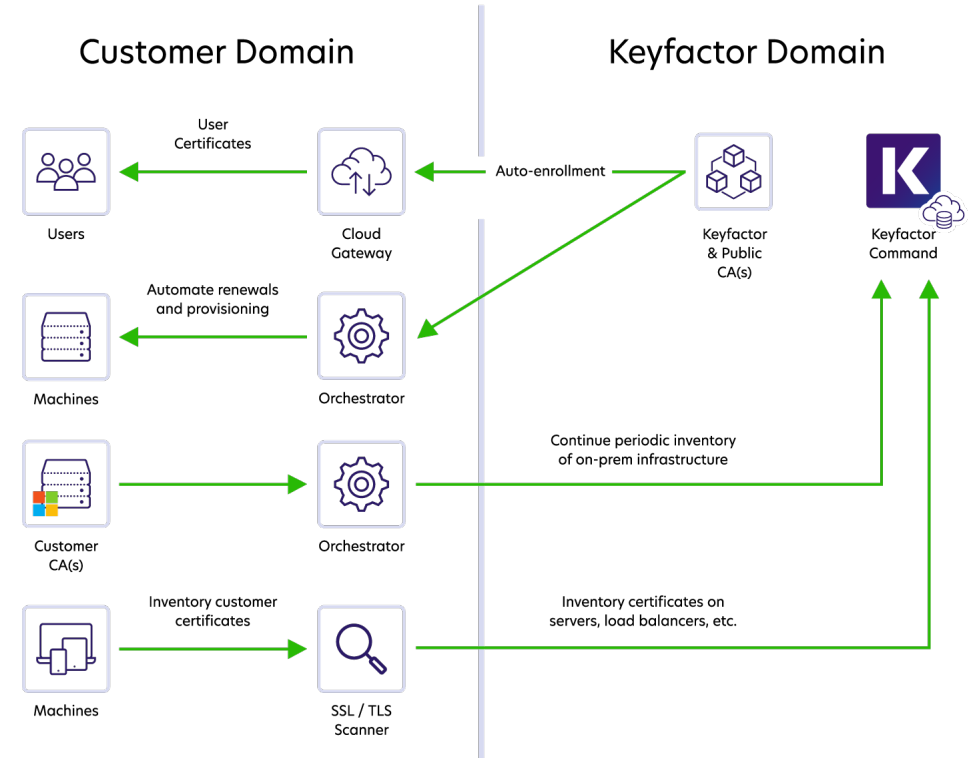 Customer Domain
Keyfactor Domain
User
Certificates
Auto-enrollment
K
Users
Cloud
Gateway
Keyfactor
& Public
CA(s)
Keyfactor
Command
Automate renewals
and provisioning
Machines
Orchestrator
Continue periodic inventory
of on-prem infrastructure
Customer
CA(s)
Orchestrator
Inventory customer
certificates
Inventory certificates on
servers, load balancers, etc.
Machines
SSL / TLS
Scanner